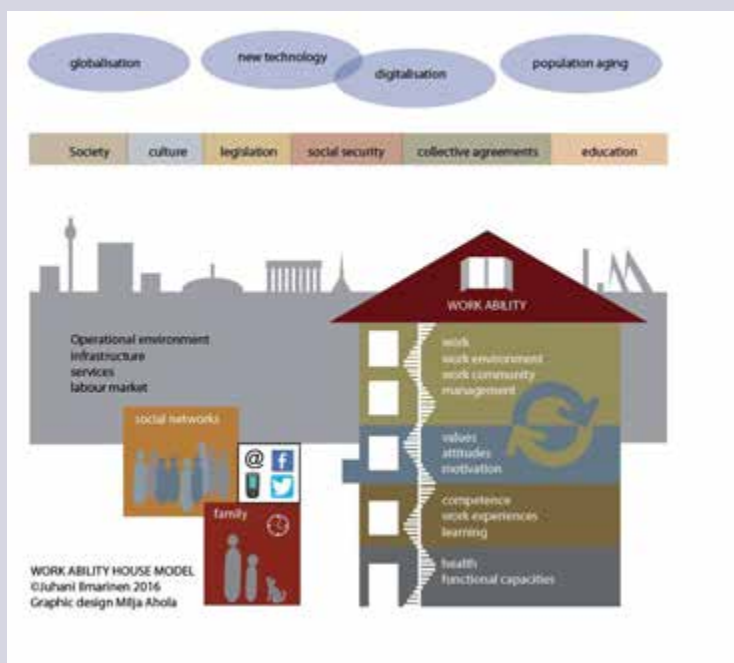 globalisation
new technology
digitalisation
population aging
Society culture legislation social security collective agreements education
WORK ABILITY
Operational environment
infrastructure
services
labour market
work
work environment
work community
management
social networks
values
attitudes
motivation
@ f
family
competence
work experiences
learning
health
functional capacities
WORK ABILITY HOUSE MODEL
©Juhani Ilmarinen 2016
Graphic design Milja Ahola